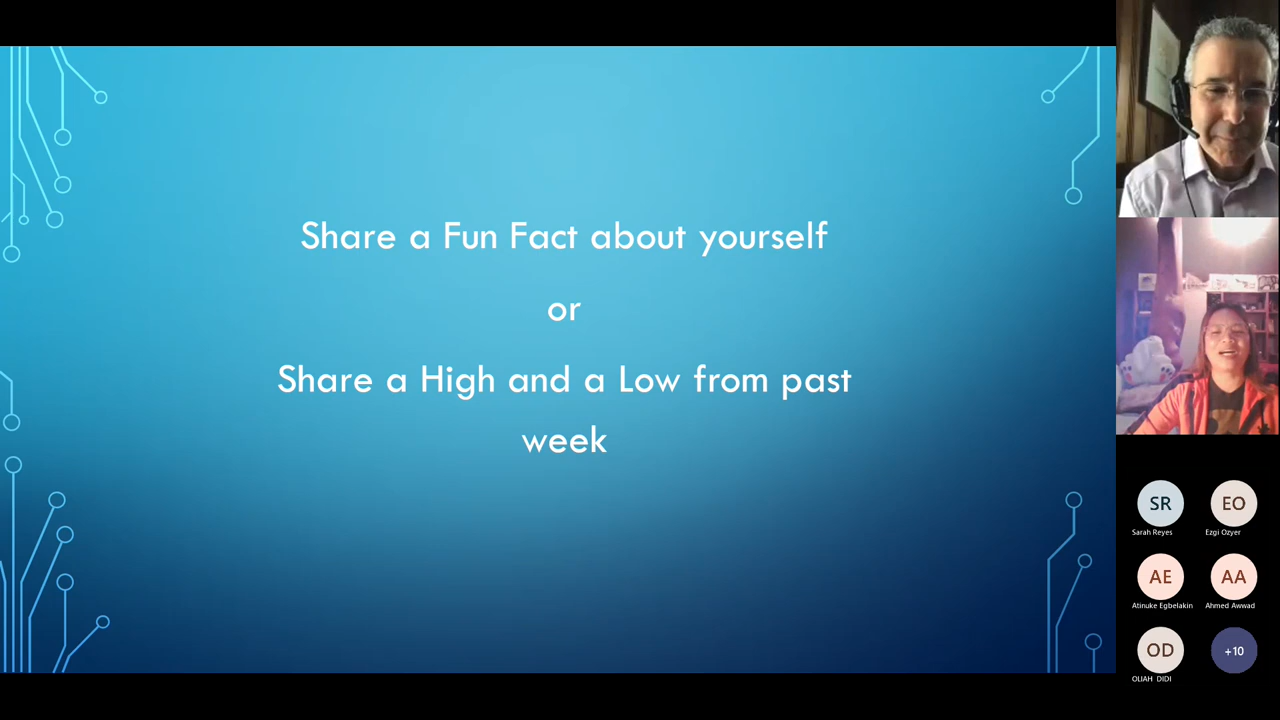 Share a Fun Fact about yourself
or
Share a High and a Low from past
week
SR
EO
Sarah Reyes
Ezgi Ozyer
AE
AA
Atinuke Egbelakin
Ahmed Awwad
OD
+10
OLIAH DIDI